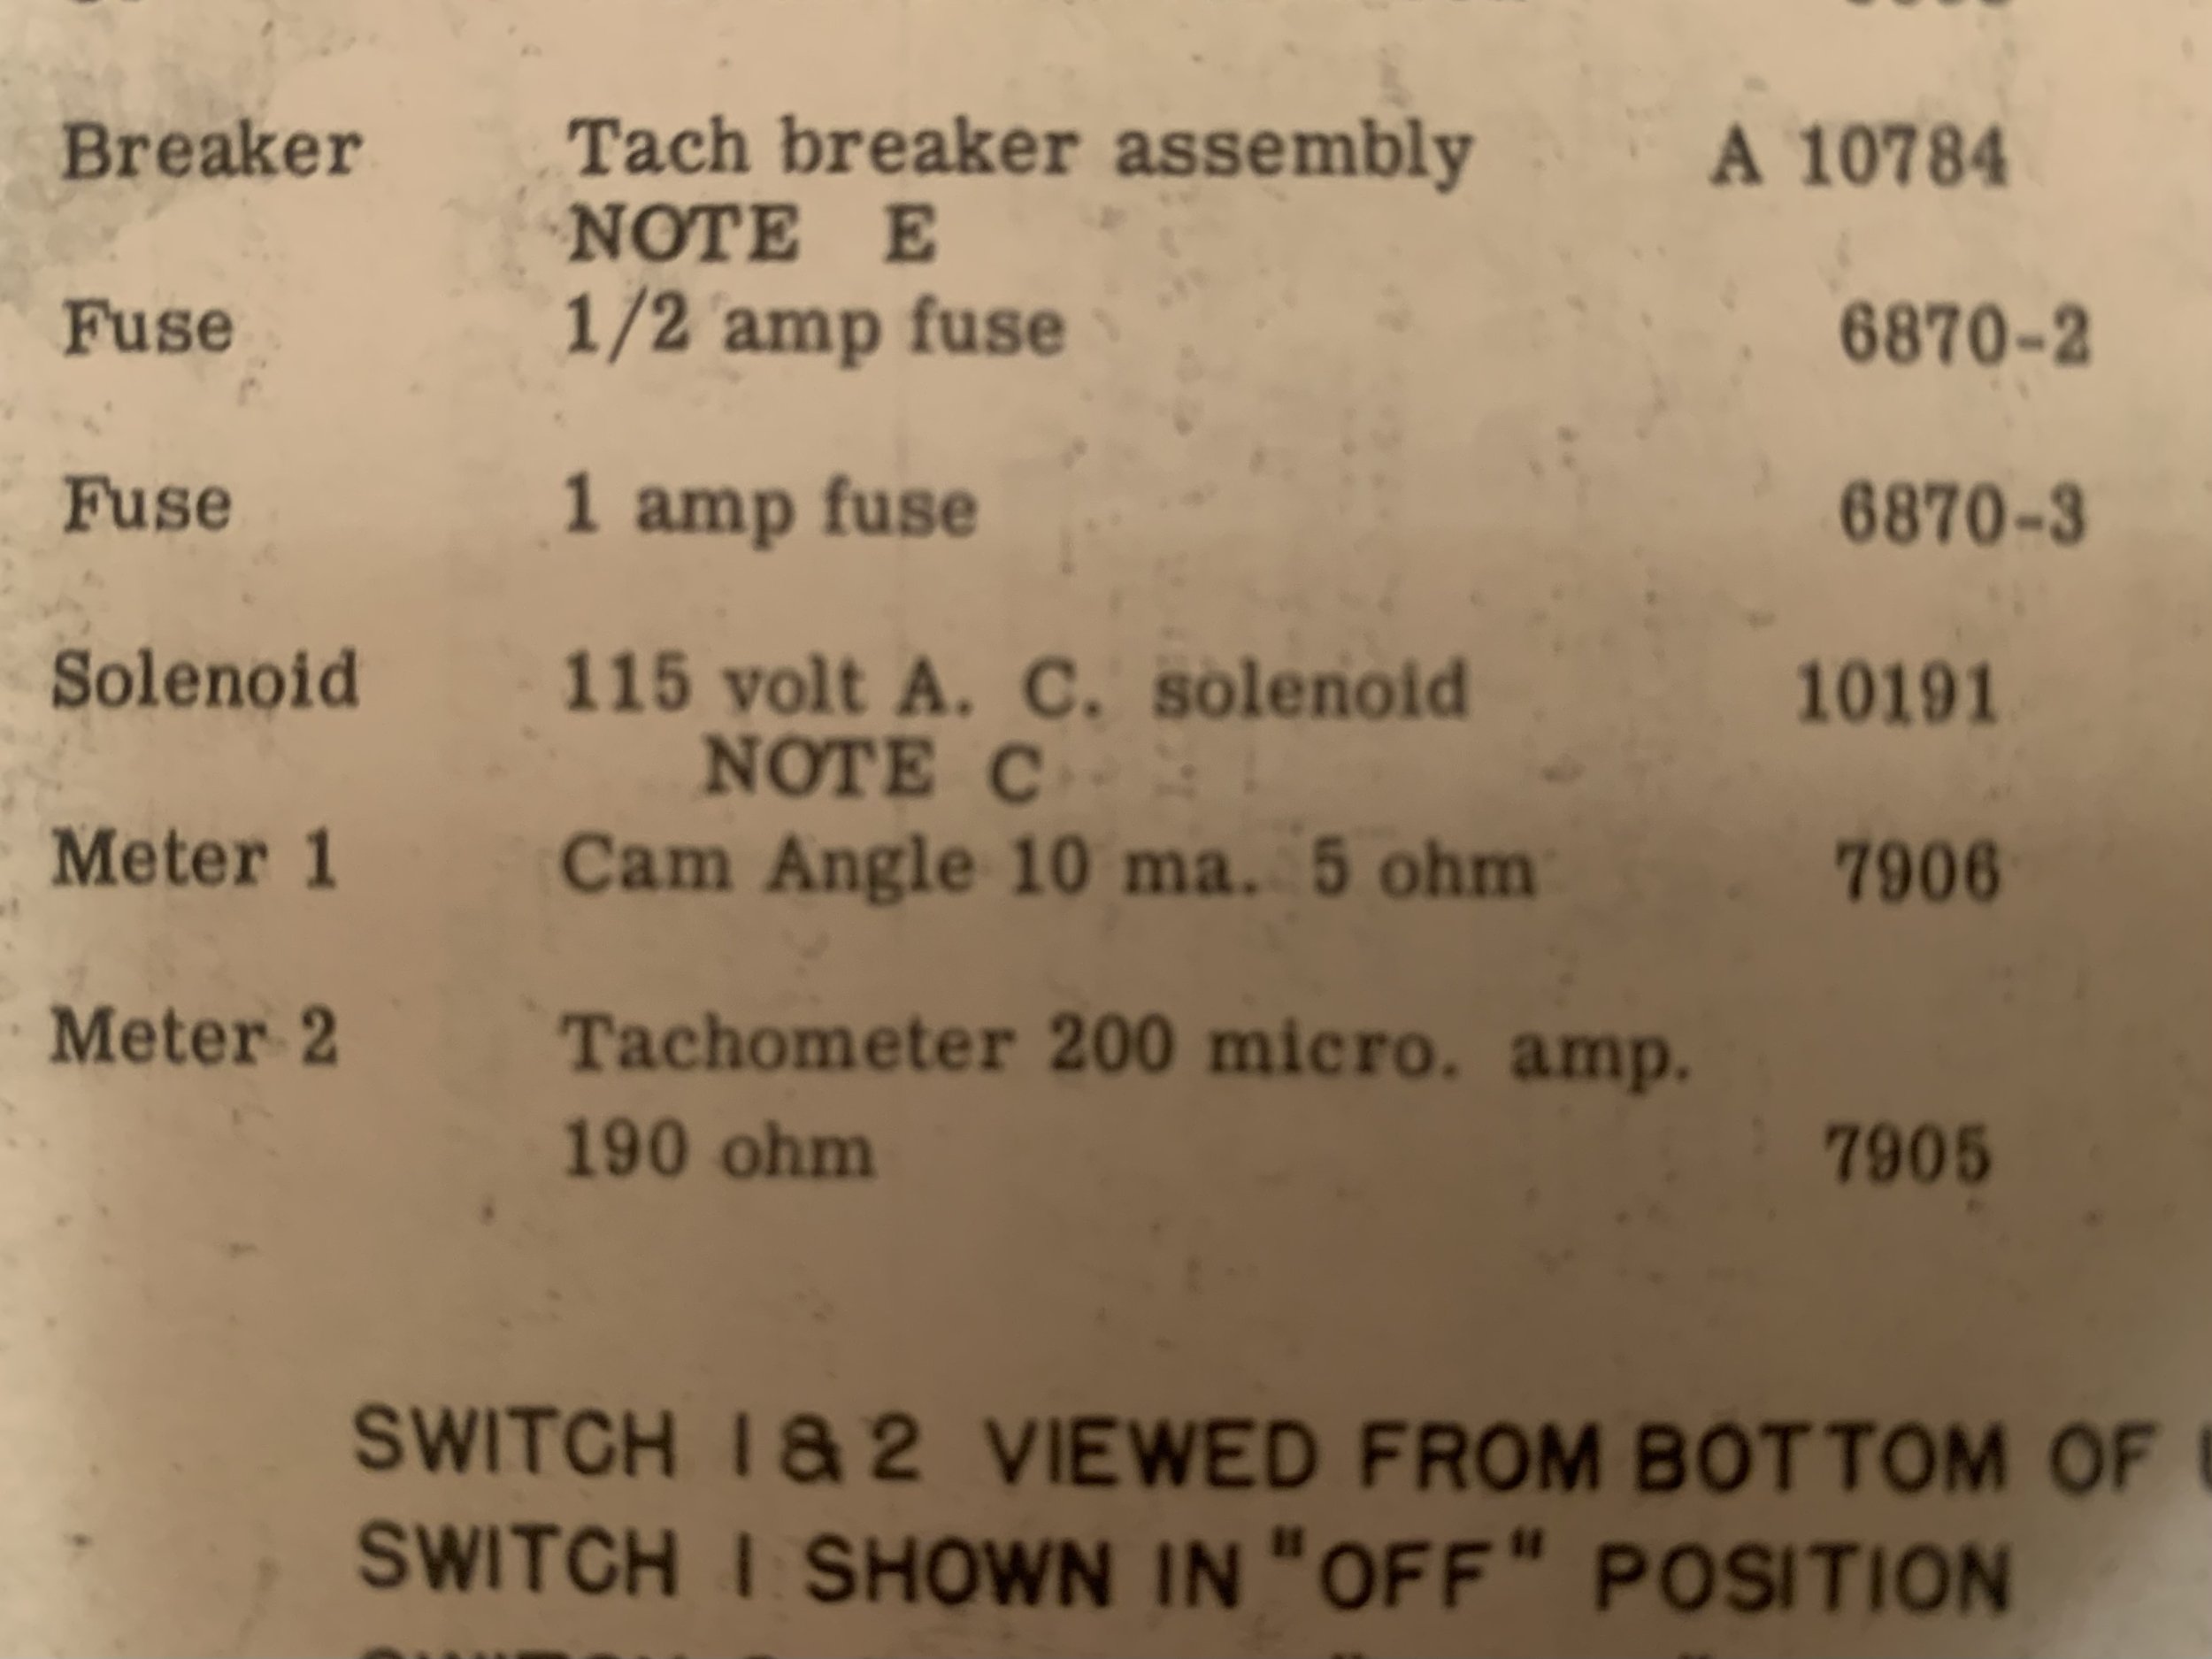 Breaker Tach breaker assembly A 10784
NOTE E
Fuse 1/2 amp fuse 6870-2
Fuse 1 amp fuse 6870-3
Solenoid 115 volt A. C. solenoid 10191
NOTE C
Meter 1 Cam Angle 10 ma. 5 ohm 7906
Meter 2 Tachometer 200 micro. amp.
190 ohm 7905
SWITCH 1 & 2 VIEWED FROM BOTTOM OF
SWITCH 1 SHOWN IN "OFF" POSITION